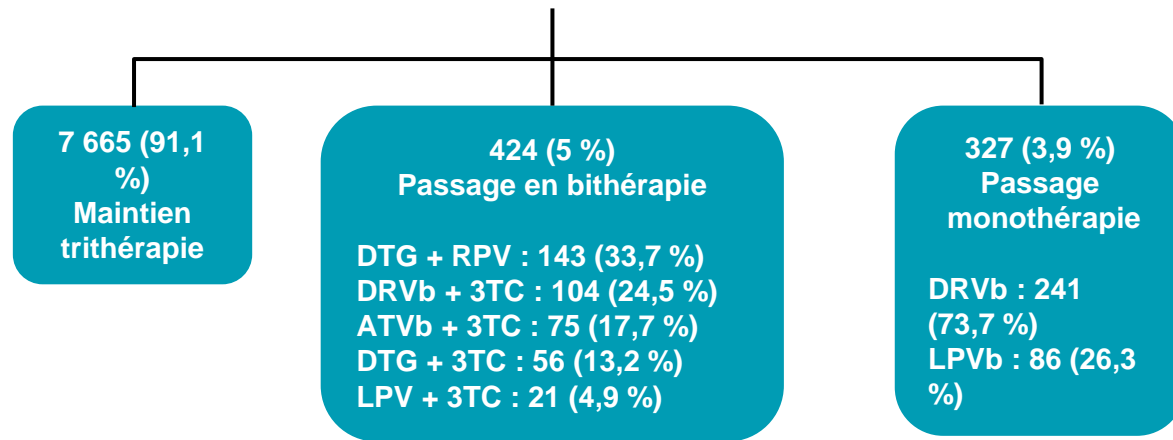 7 665 (91,1
%)
Maintien
trithérapie
424 (5 %)
Passage en bithérapie
DTG + RPV : 143 (33,7 %)
DRVb + 3TC : 104 (24,5 %)
ATVb + 3TC : 75 (17,7 %)
DTG + 3TC : 56 (13,2 %)
LPV + 3TC : 21 (4,9 %)
327 (3,9 %)
Passage
monothérapie
DRVb : 241
(73,7 %)
LPVb : 86 (26,3
%)